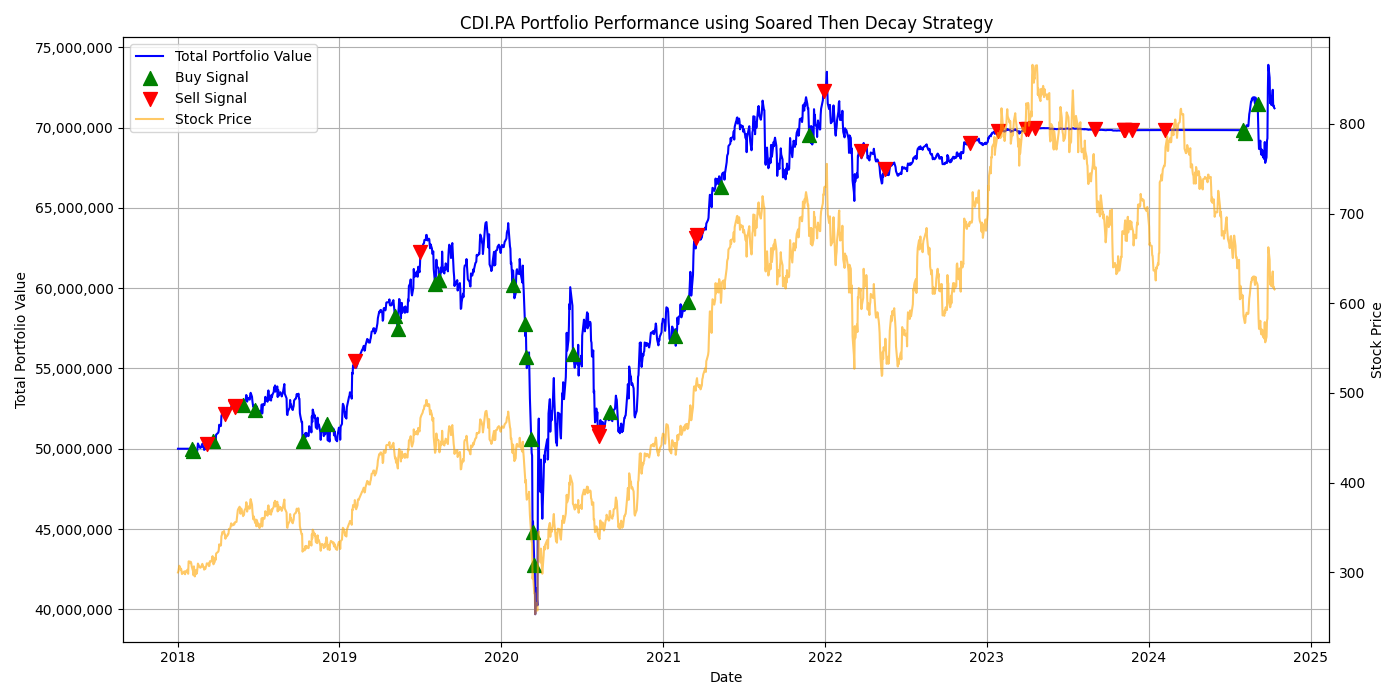 CDI.PA Portfolio Performance using Soared Then Decay Strategy
Total Portfolio Value
Buy Signal
Sell Signal
Stock Price
75,000,000
70,000,000
65,000,000
60,000,000
55,000,000
50,000,000
45,000,000
40,000,000
Total Portfolio Value
800
700
600
500
400
300
Stock Price
2018 2019 2020 2021 2022 2023 2024 2025
Date